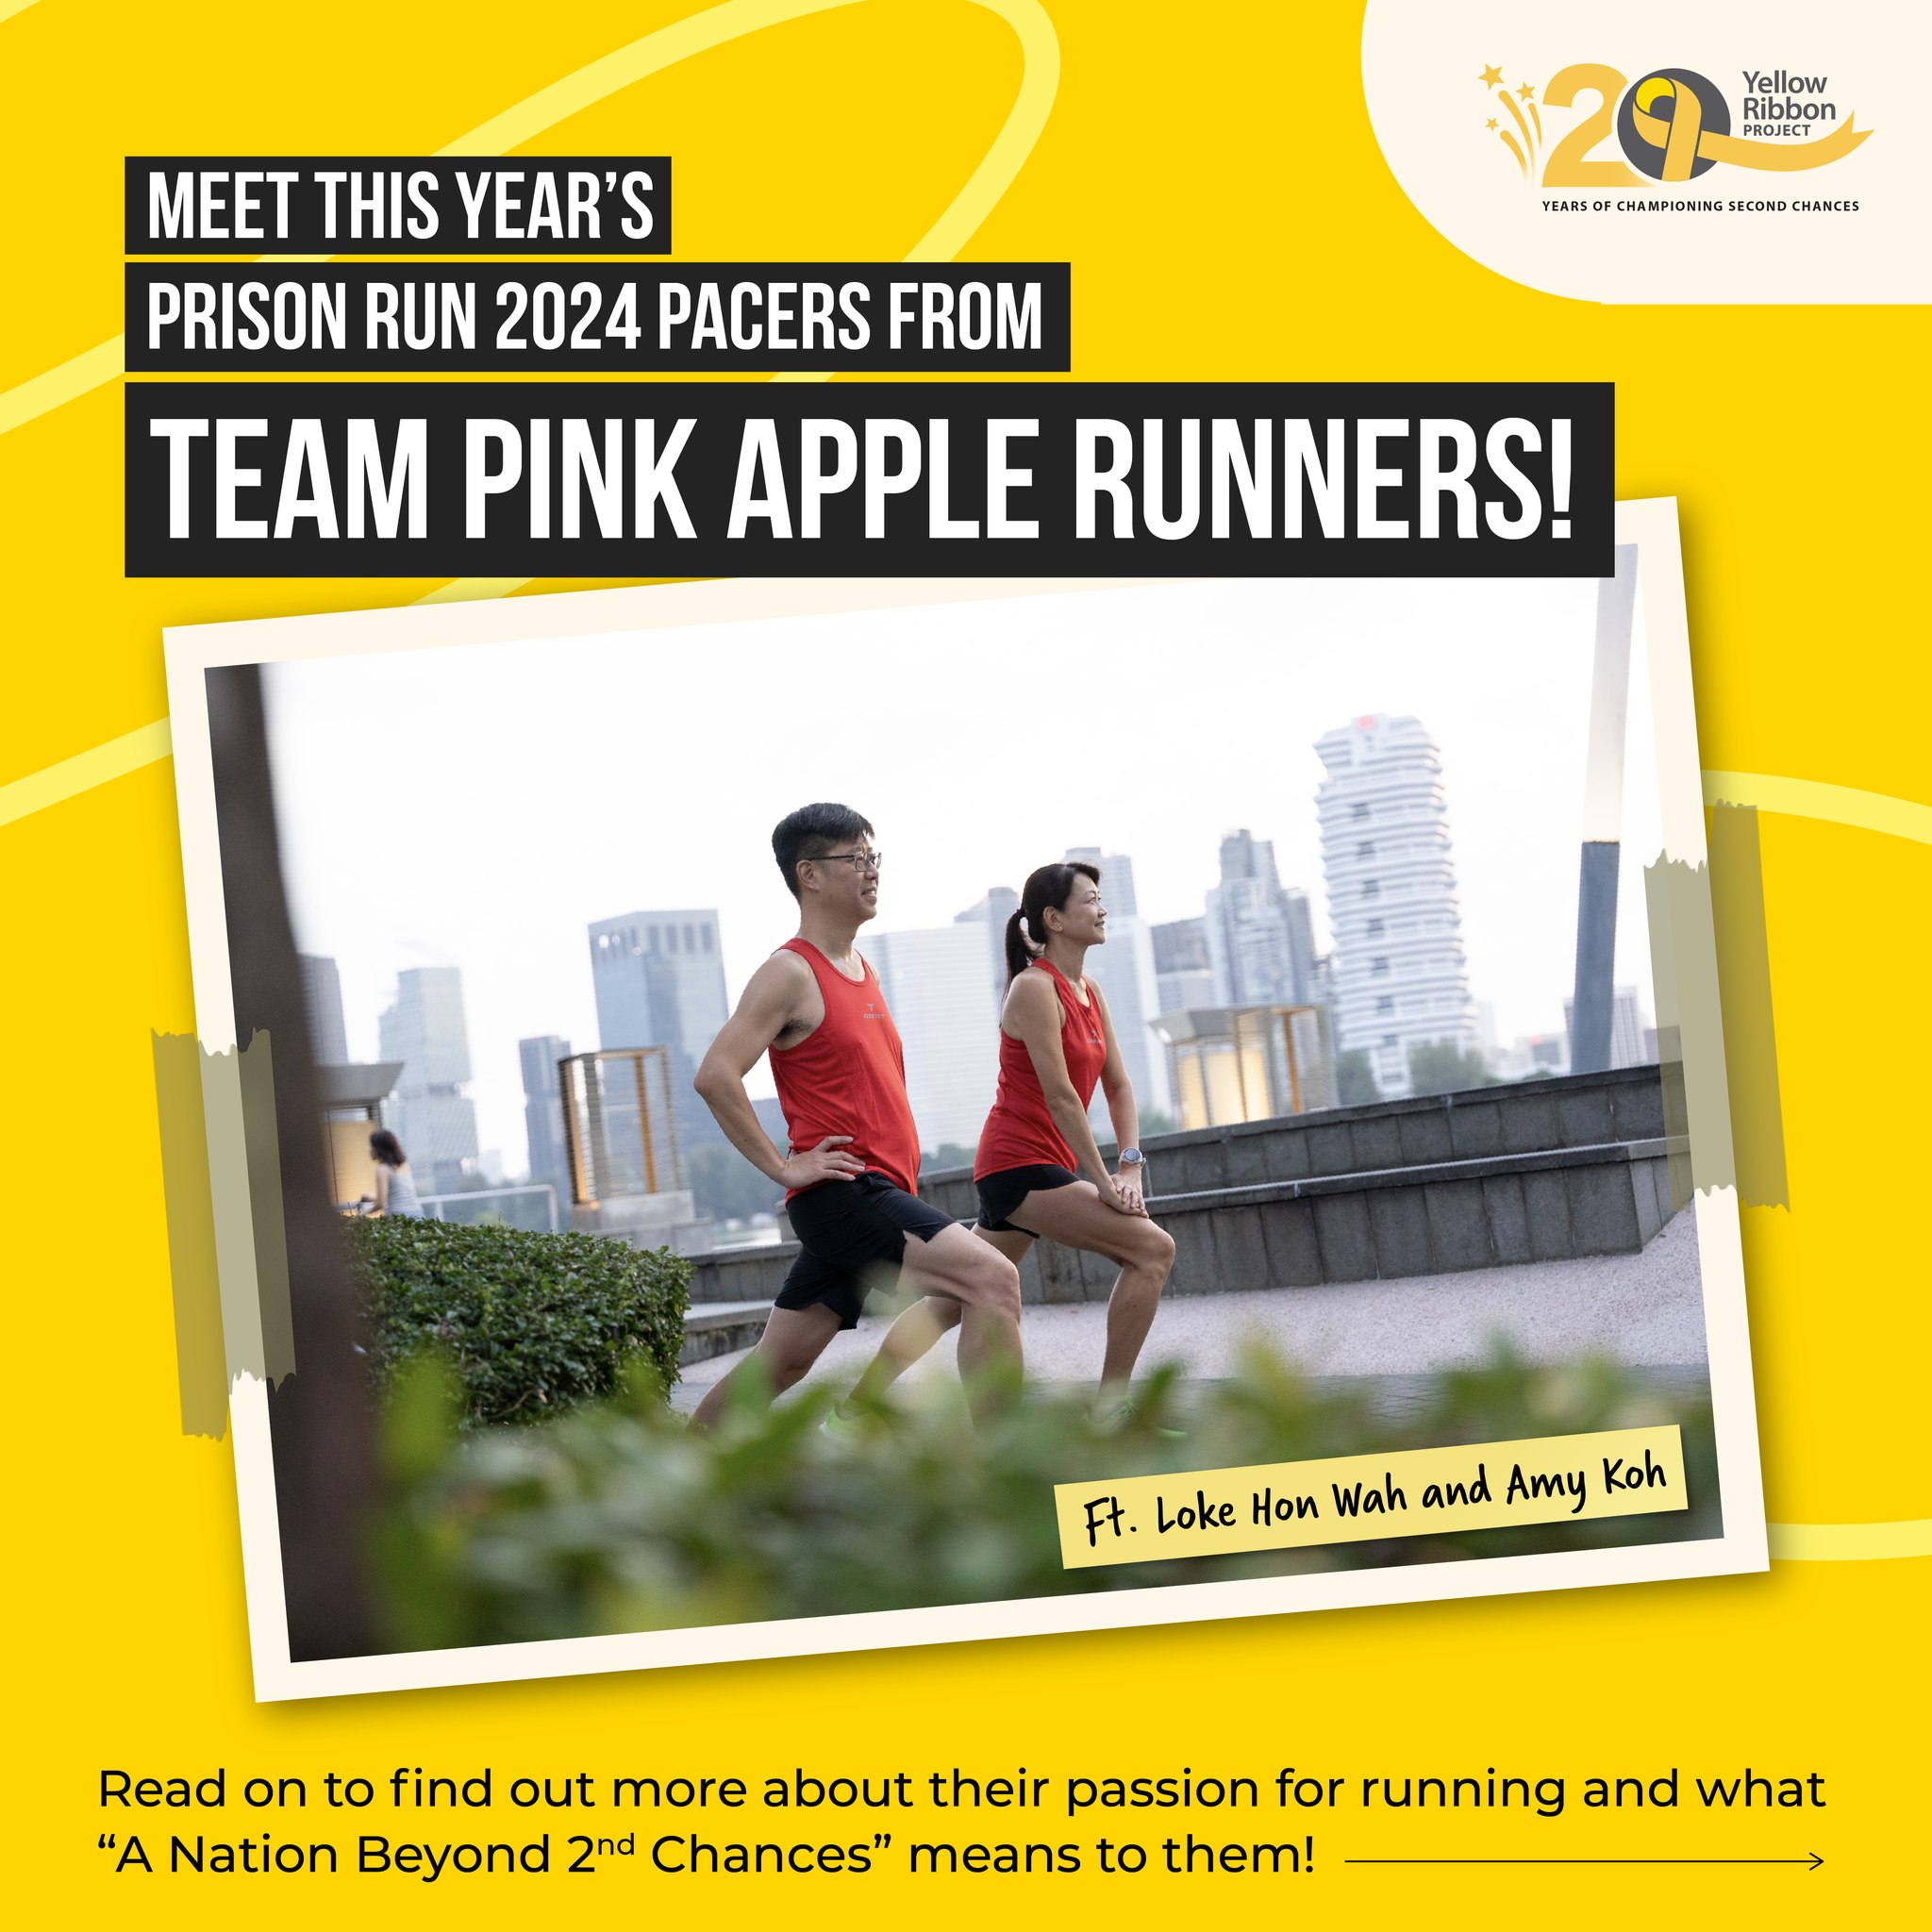 20
Yellow
Ribbon
PROJECT
YEARS OF CHAMPIONING SECOND CHANCES
MEET THIS YEAR’S
PRISON RUN 2024 PACERS FROM
TEAM PINK APPLE RUNNERS!
Ft. Loke Hon Wah and Amy Koh
Read on to find out more about their passion for running and what
“A Nation Beyond 2nd Chances” means to them!